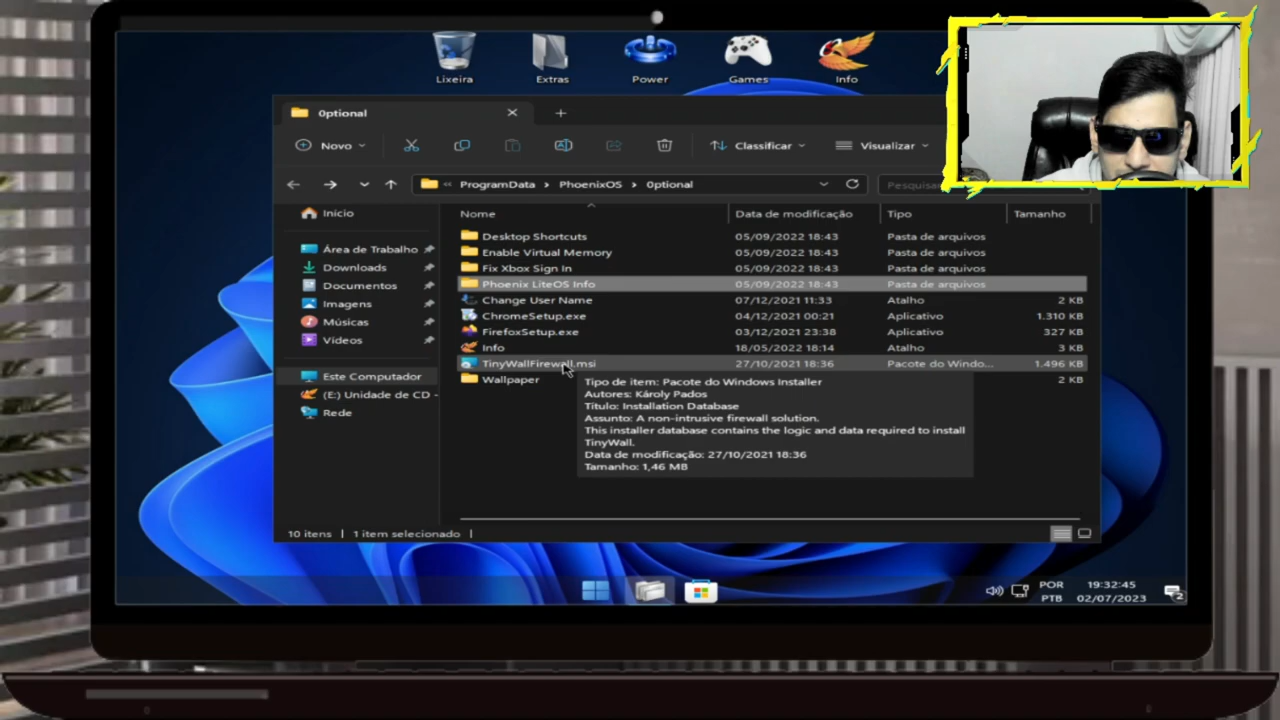 Lixeira
Extras
Power
Games
Info
Optional
Novo
Classificar
Visualizar
ProgramData
PhoenixOS
Optional
Início
Nome
Data de modificação
Tipo
Tamanho
Área de Trabalho
Downloads
Documentos
Imagens
Músicas
Vídeos
Este Computador
(E:) Unidade de CD -
Rede
Desktop Shortcuts 05/09/2022 18:43 Pasta de arquivos
Enable Virtual Memory 05/09/2022 18:43 Pasta de arquivos
Fix Xbox Sign In 05/09/2022 18:43 Pasta de arquivos
Phoenix LiteOS Info 05/09/2022 18:43 Pasta de arquivos
Change User Name 07/12/2021 11:33 Atalho 2 KB
ChromeSetup.exe 04/12/2021 00:21 Aplicativo 1.310 KB
FirefoxSetup.exe 03/12/2021 23:38 Aplicativo 327 KB
Info 18/05/2022 18:14 Atalho 3 KB
TinyWallFirewall.msi 27/10/2021 18:36 Pacote do Windo... 1.496 KB
Wallpaper 2 KB
Tipo de item: Pacote do Windows Installer
Autores: Károly Pados
Título: Installation Database
Assunto: A non-intrusive firewall solution.
This installer database contains the logic and data required to install
TinyWall.
Data de modificação: 27/10/2021 18:36
Tamanho: 1,46 MB
10 itens
1 item selecionado
POR
PTB
19:32:45
02/07/2023
2